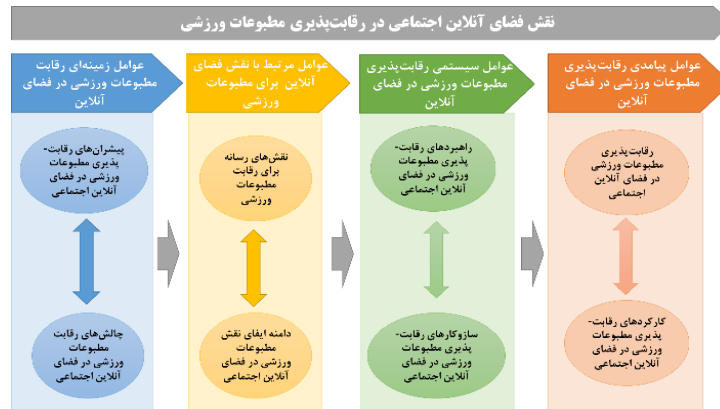 نقش فضای آنلاین اجتماعی در رقابت‌پذیری مطبوعات ورزشی
عوامل زمینه‌ای رقابت
مطبوعات ورزشی در فضای
آنلاین
عوامل مرتبط با نقش فضای
آنلاین برای مطبوعات
ورزشی
عوامل سیستمی رقابت‌پذیری
مطبوعات ورزشی در فضای
آنلاین
عوامل پیامدی رقابت‌پذیری
مطبوعات ورزشی در فضای
آنلاین
پیشران‌های رقابت-
پذیری مطبوعات
ورزشی در فضای
آنلاین اجتماعی
نقش‌های رسانه
برای رقابت
مطبوعات
ورزشی
راهبردهای رقابت-
پذیری مطبوعات
ورزشی در فضای
آنلاین اجتماعی
رقابت‌پذیری
مطبوعات ورزشی
در فضای آنلاین
اجتماعی
چالش‌های رقابت
مطبوعات
ورزشی در فضای
آنلاین اجتماعی
دامنه ایفای نقش
مطبوعات
ورزشی در فضای
آنلاین اجتماعی
سازوکارهای رقابت-
پذیری مطبوعات
ورزشی در فضای
آنلاین اجتماعی
کارکردهای رقابت-
پذیری مطبوعات
ورزشی در فضای
آنلاین اجتماعی